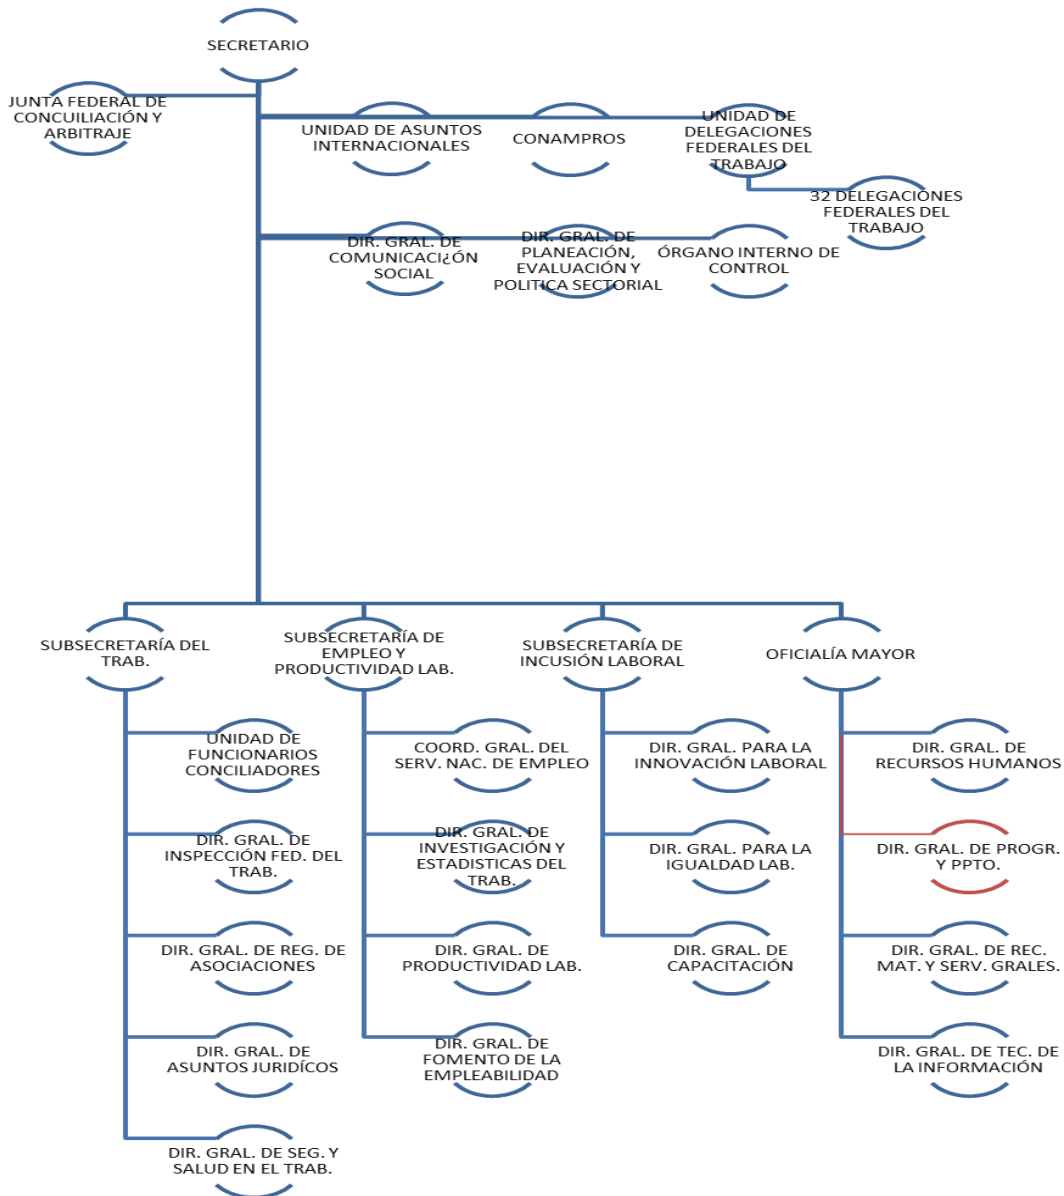 SECRETARIO
JUNTA FEDERAL DE
CONCUILIACIÓN Y
ARBITRAJE
UNIDAD DE ASUNTOS
INTERNACIONALES
CONAMPROS
UNIDAD DE
DELEGACIONES
FEDERALES DEL
TRABAJO
32 DELEGACIONES
FEDERALES DEL
TRABAJO
DIR. GRAL. DE
COMUNICACI¿ÓN
SOCIAL
DIR. GRAL. DE
PLANEACIÓN,
EVALUACIÓN Y
POLITICA SECTORIAL
ÓRGANO INTERNO DE
CONTROL
SUBSECRETARÍA DEL
TRAB.
SUBSECRETARÍA DE
EMPLEO Y
PRODUCTIVIDAD LAB.
SUBSECRETARÍA DE
INCUSIÓN LABORAL
OFICIALÍA MAYOR
UNIDAD DE
FUNCIONARIOS
CONCILIADORES
COORD. GRAL. DEL
SERV. NAC. DE EMPLEO
DIR. GRAL. PARA LA
INNOVACIÓN LABORAL
DIR. GRAL. DE
RECURSOS HUMANOS
DIR. GRAL. DE
INSPECCIÓN FED. DEL
TRAB.
DIR. GRAL. DE
INVESTIGACIÓN Y
ESTADISTICAS DEL
TRAB.
DIR. GRAL. PARA LA
IGUALDAD LAB.
DIR. GRAL. DE PROGR.
Y PPTO.
DIR. GRAL. DE REG. DE
ASOCIACIONES
DIR. GRAL. DE
PRODUCTIVIDAD LAB.
DIR. GRAL. DE
CAPACITACIÓN
DIR. GRAL. DE REC.
MAT. Y SERV. GRALES.
DIR. GRAL. DE
ASUNTOS JURIDÍCOS
DIR. GRAL. DE
FOMENTO DE LA
EMPLEABILIDAD
DIR. GRAL. DE TEC. DE
LA INFORMACIÓN
DIR. GRAL. DE SEG. Y
SALUD EN EL TRAB.